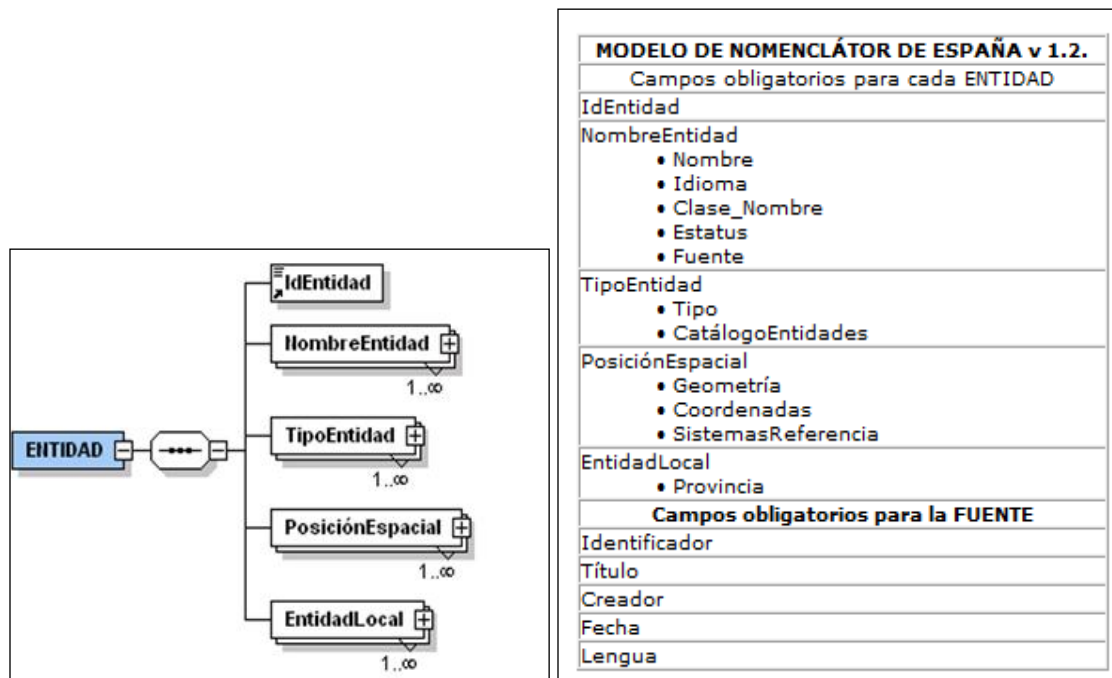 ENTIDAD
IdEntidad
NombreEntidad
1..∞
TipoEntidad
1..∞
PosiciónEspacial
1..∞
EntidadLocal
1..∞
MODELO DE NOMENCLÁTOR DE ESPAÑA v 1.2.
Campos obligatorios para cada ENTIDAD
IdEntidad
NombreEntidad
• Nombre
• Idioma
• Clase_Nombre
• Estatus
• Fuente
TipoEntidad
• Tipo
• CatálogoEntidades
PosiciónEspacial
• Geometría
• Coordenadas
• SistemasReferencia
EntidadLocal
• Provincia
Campos obligatorios para la FUENTE
Identificador
Título
Creador
Fecha
Lengua